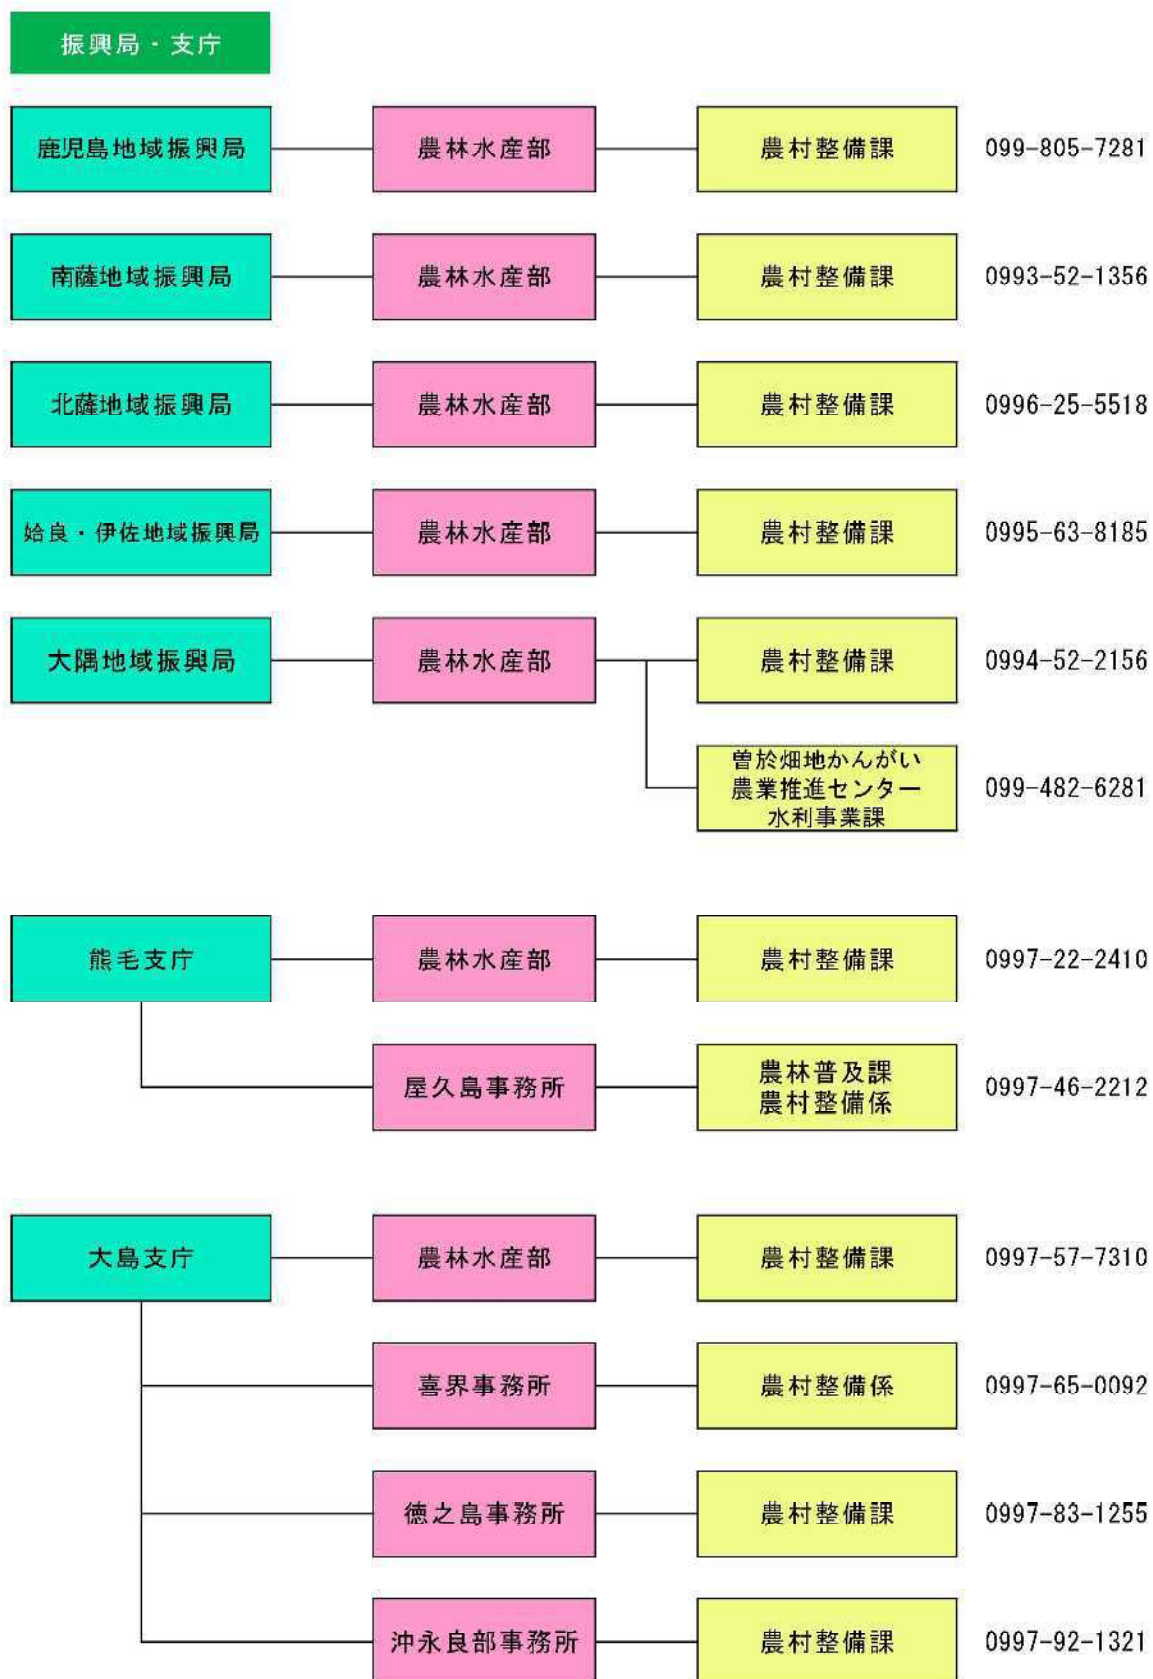 振興局・支庁
鹿児島地域振興局
農林水産部
農村整備課
099-805-7281
南薩地域振興局
農林水産部
農村整備課
0993-52-1356
北薩地域振興局
農林水産部
農村整備課
0996-25-5518
姶良・伊佐地域振興局
農林水産部
農村整備課
0995-63-8185
大隅地域振興局
農林水産部
農村整備課
0994-52-2156
曽於畑地かんがい
農業推進センター
水利事業課
099-482-6281
熊毛支庁
農林水産部
農村整備課
0997-22-2410
屋久島事務所
農林普及課
農村整備係
0997-46-2212
大島支庁
農林水産部
農村整備課
0997-57-7310
喜界事務所
農村整備係
0997-65-0092
徳之島事務所
農村整備課
0997-83-1255
沖永良部事務所
農村整備課
0997-92-1321